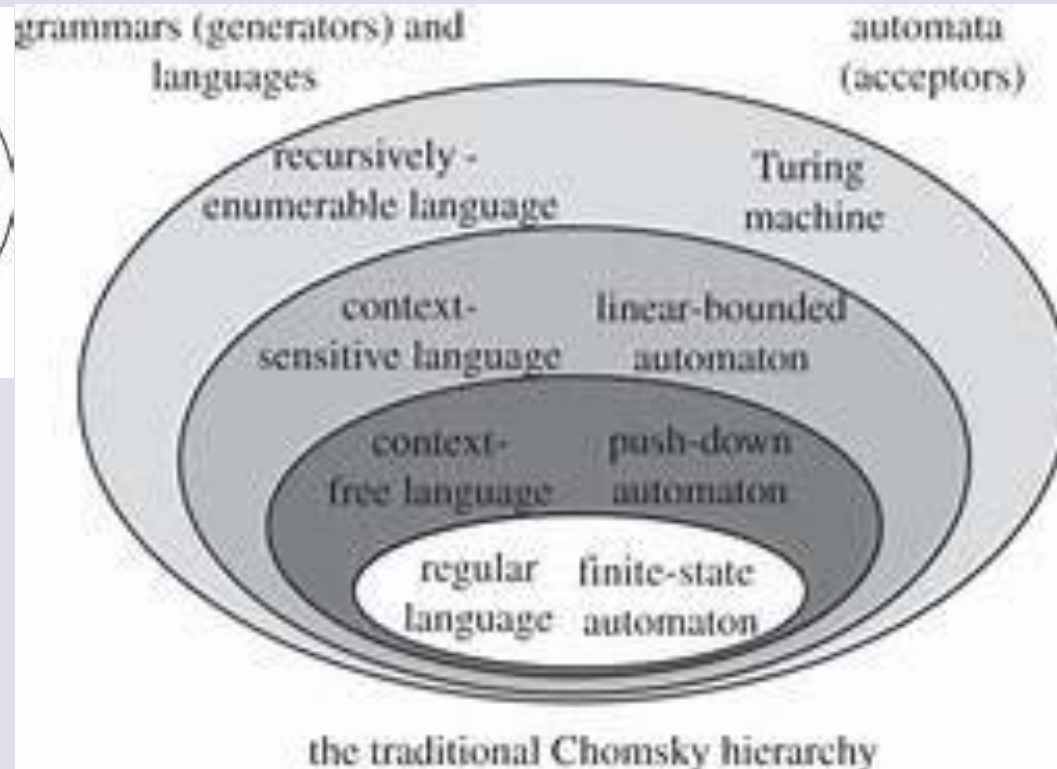 grammars (generators) and
languages
automata
(acceptors)
recursively -
enumerable language
Turing
machine
context-
sensitive language
linear-bounded
automaton
context-
free language
push-down
automaton
regular
language
finite-state
automaton
the traditional Chomsky hierarchy